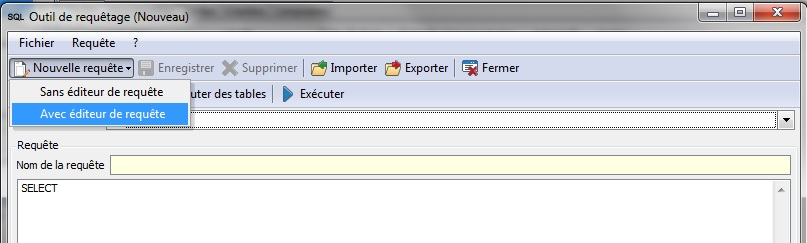 SQL Outil de requêtage (Nouveau)
Fichier Requête ?
Nouvelle requête Enregistrer Supprimer Importer Exporter Fermer
Sans éditeur de requête
des tables Exécuter
Avec éditeur de requête
Requête
Nom de la requête
SELECT